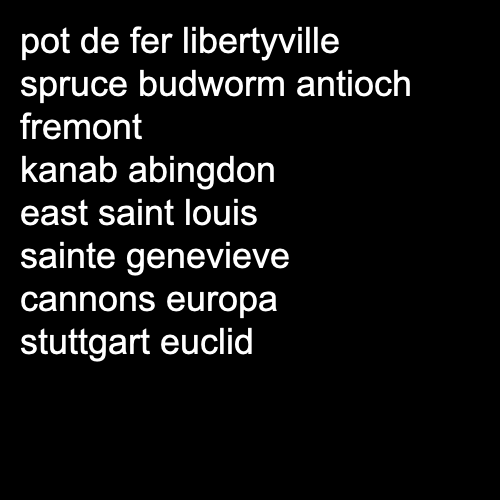 pot de fer libertyville
spruce budworm antioch
fremont
kanab abingdon
east saint louis
sainte genevieve
cannons europa
stuttgart euclid